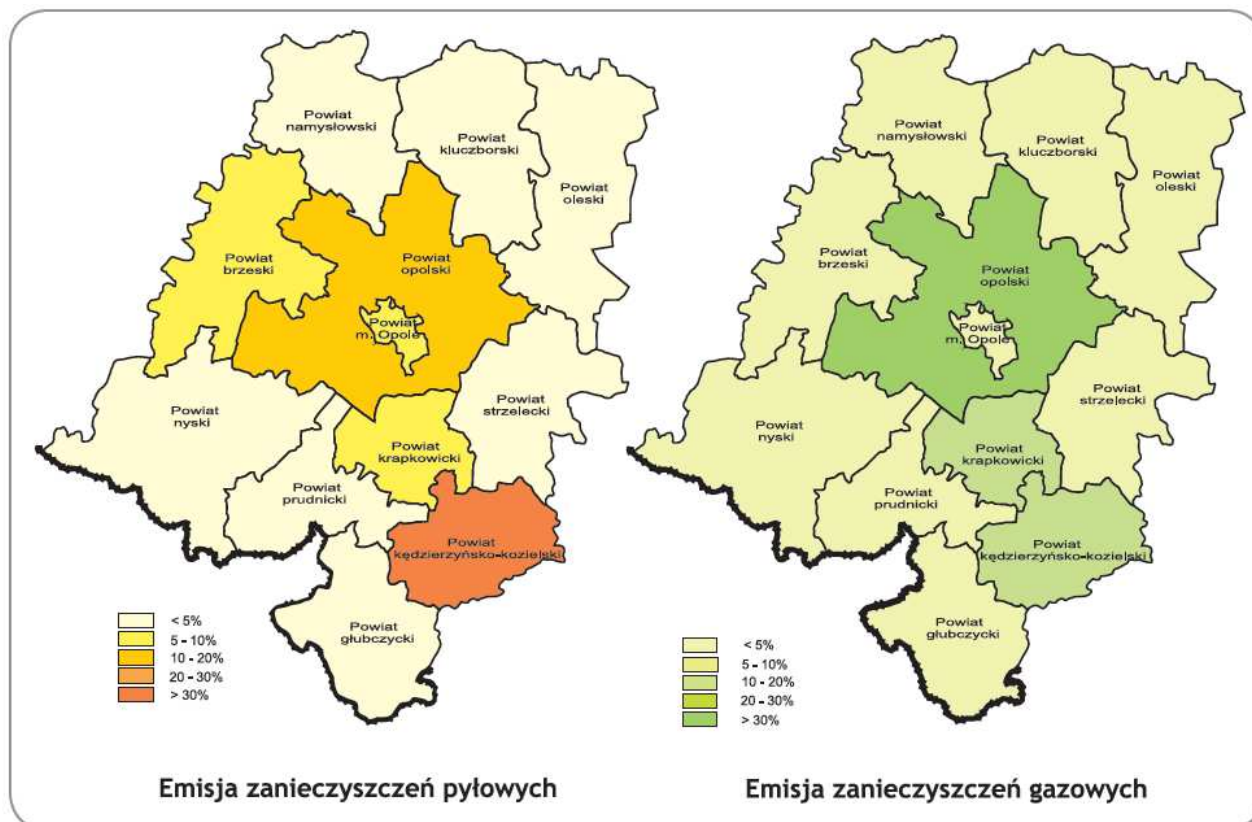 Powiat
namysłowski
Powiat
kluczborski
Powiat
oleski
Powiat
brzeski
Powiat
opolski
Powiat
m. Opole
Powiat
strzelecki
Powiat
nyski
Powiat
krapkowicki
Powiat
prudnicki
Powiat
kędzierzyńsko-kozielski
Powiat
głubczycki
< 5%
5 - 10%
10 - 20%
20 - 30%
> 30%
Emisja zanieczyszczeń pyłowych
Powiat
namysłowski
Powiat
kluczborski
Powiat
oleski
Powiat
brzeski
Powiat
opolski
Powiat
m. Opole
Powiat
strzelecki
Powiat
nyski
Powiat
krapkowicki
Powiat
prudnicki
Powiat
kędzierzyńsko-kozielski
Powiat
głubczycki
< 5%
5 - 10%
10 - 20%
20 - 30%
> 30%
Emisja zanieczyszczeń gazowych